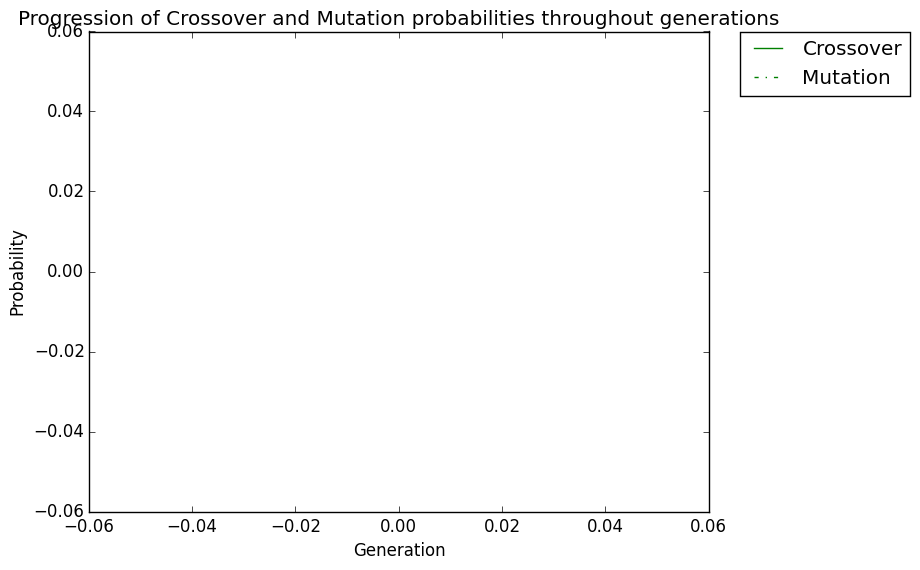 Progression of Crossover and Mutation probabilities throughout generations
Crossover
Mutation
0.06
0.04
0.02
0.00
−0.02
−0.04
−0.06
Probability
−0.06 −0.04 −0.02 0.00 0.02 0.04 0.06
Generation